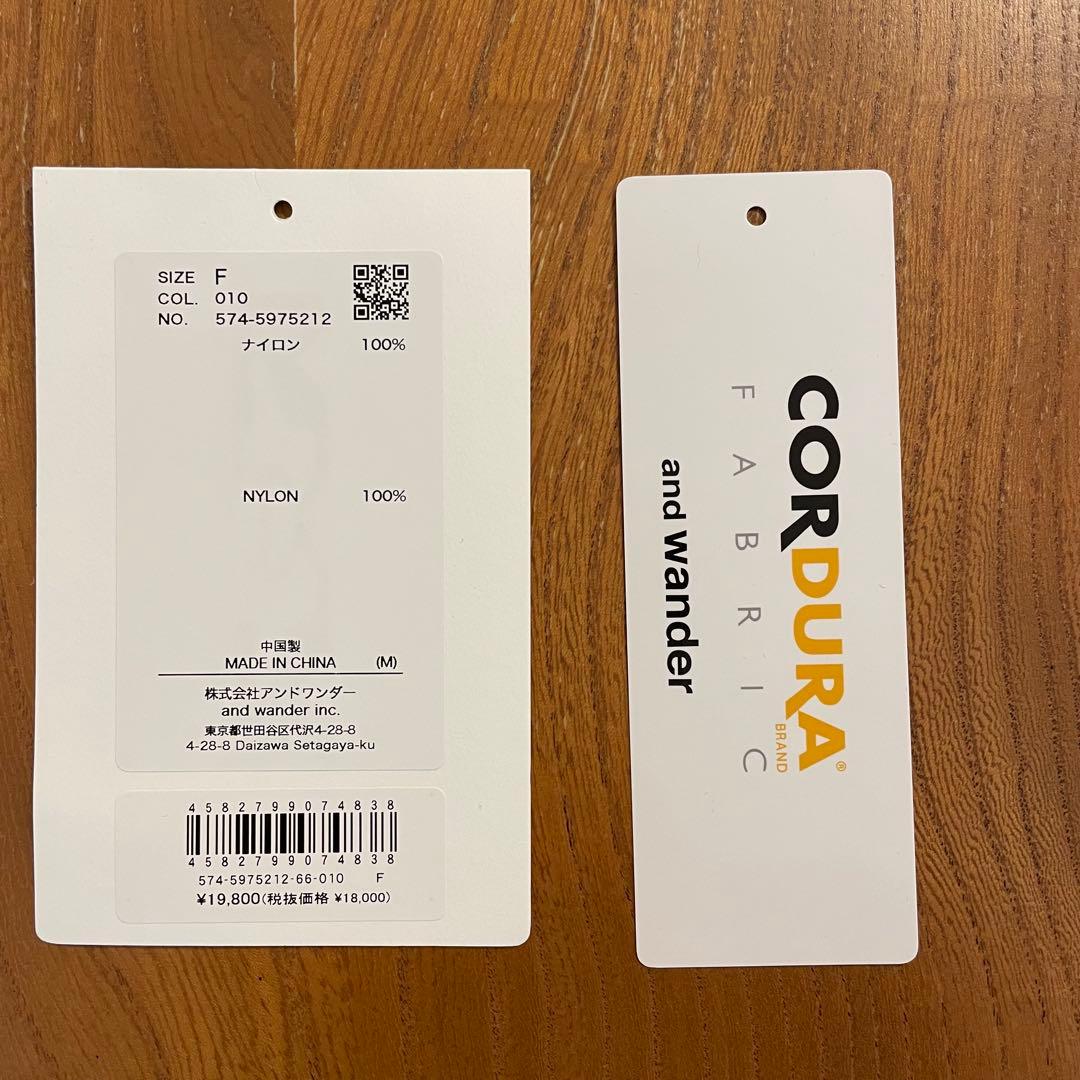 SIZE F
COL. 010
NO. 574-5975212
ナイロン 100%
NYLON 100%
中国製
MADE IN CHINA (M)
株式会社アンドワンダー
and wander inc.
東京都世田谷区代沢4-28-8
4-28-8 Daizawa Setagaya-ku
4582799074838
4582799074838
574-5975212-66-010 F
¥19,800(税抜価格 ¥18,000)
CORDURA®
BRAND
FABRIC
and wander